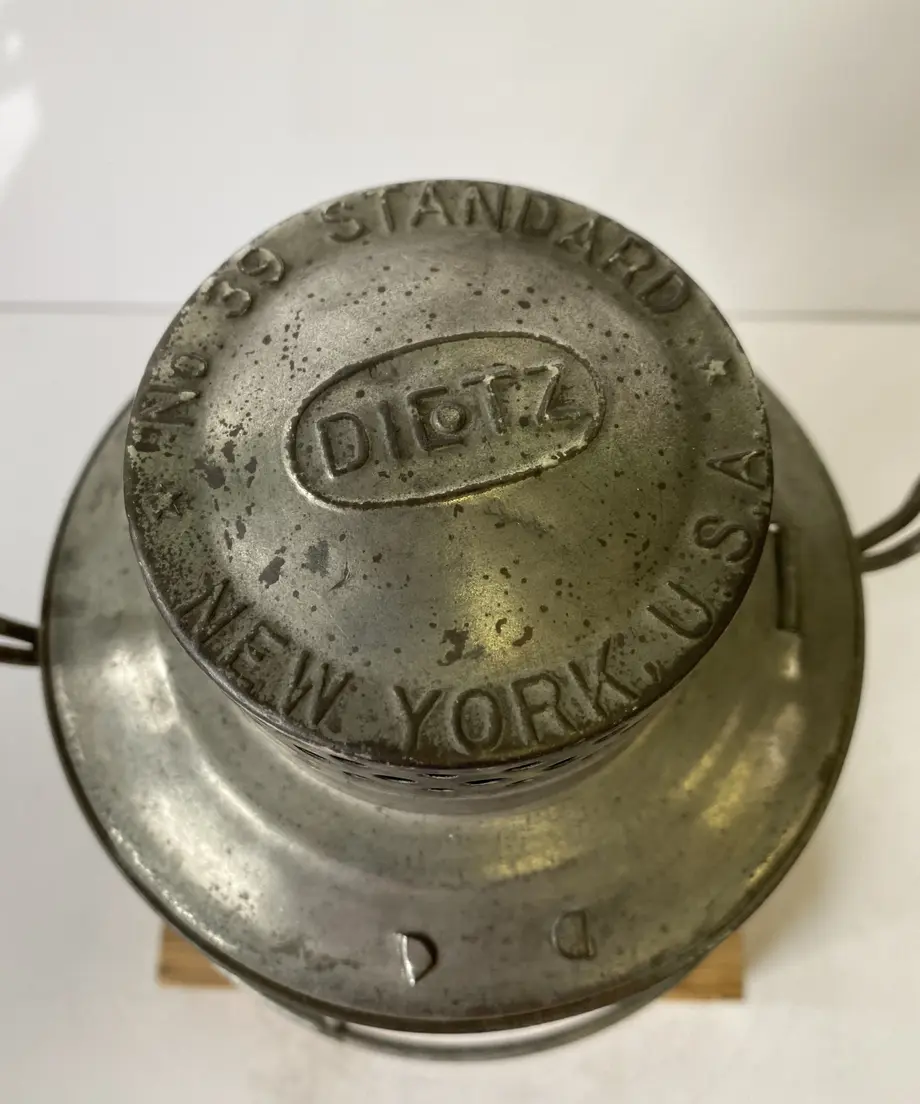 No 39 STANDARD
DIETZ
NEW YORK, U.S.A.
D D